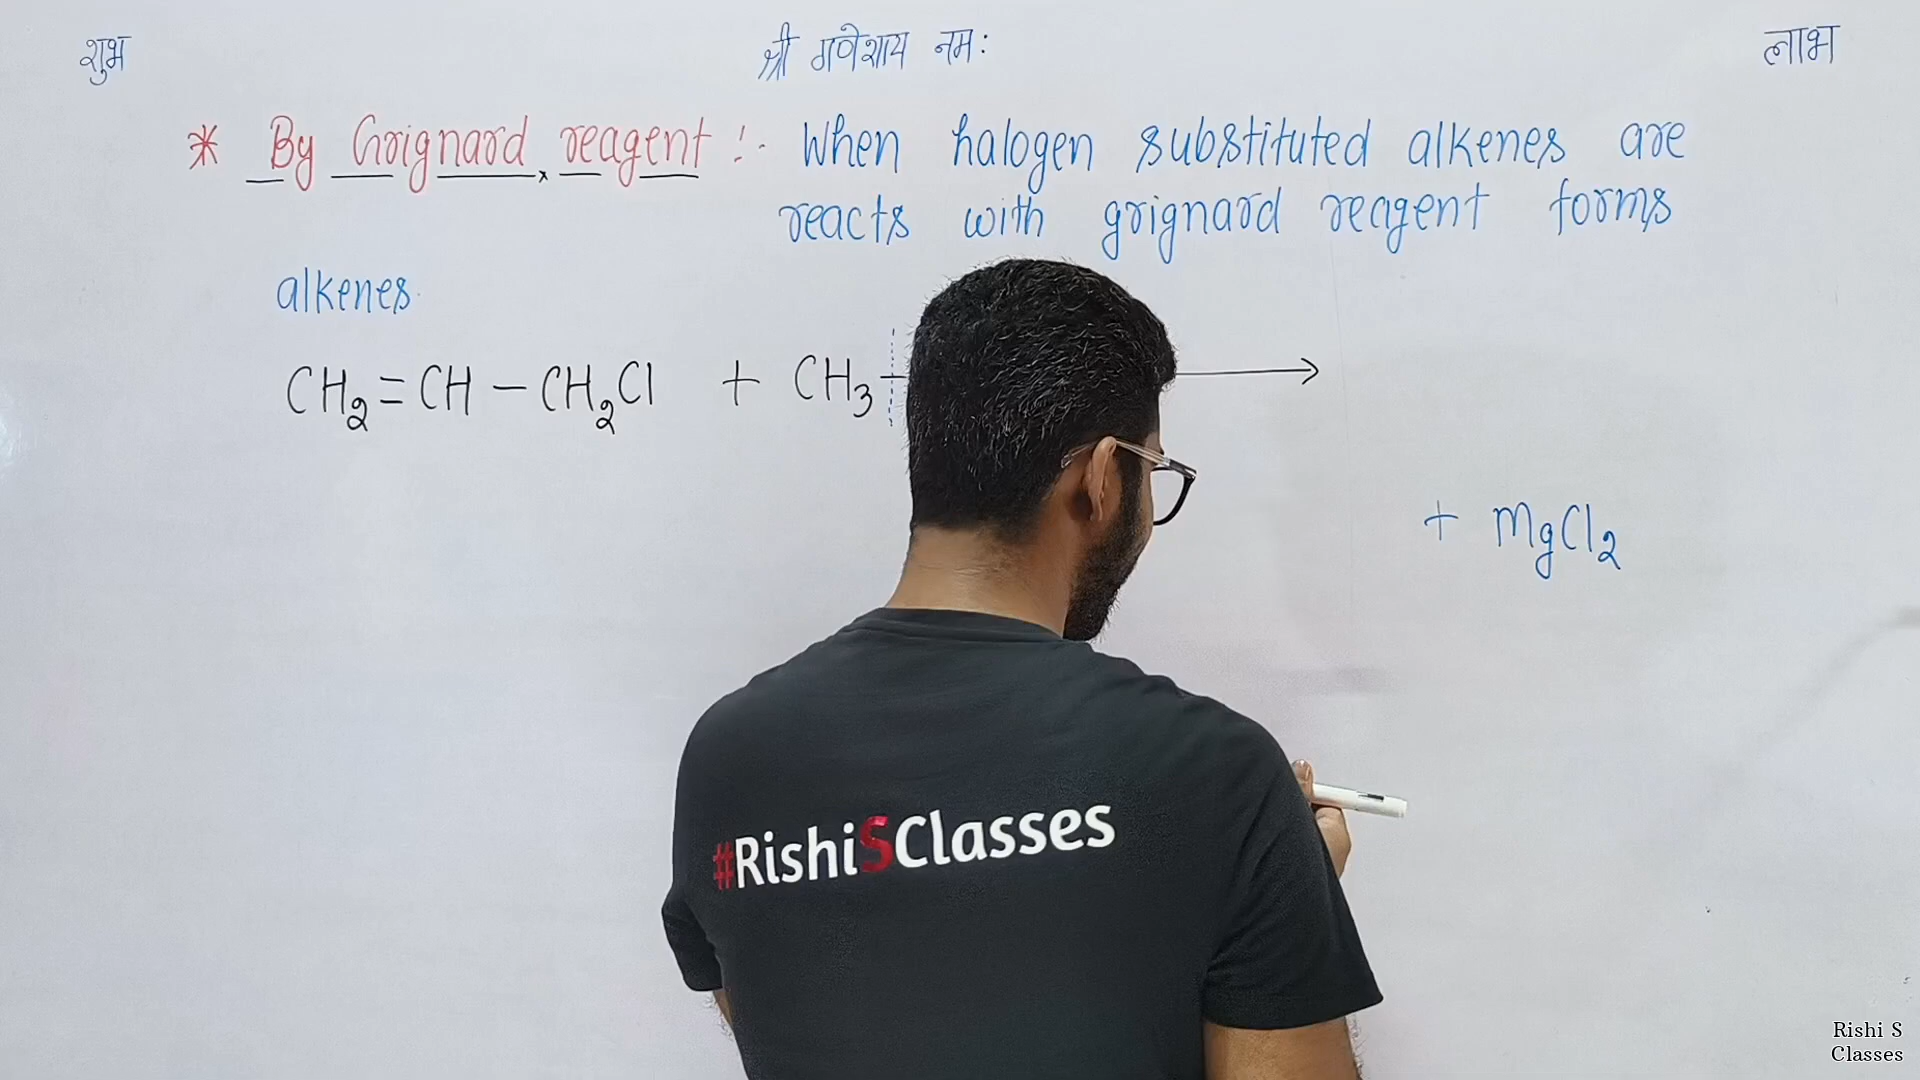 शुभ श्री गणेशाय नमः लाभ
* By Grignard reagent :- When halogen substituted alkenes are
reacts with grignard reagent forms
alkenes.
CH₂=CH-CH₂Cl + CH₃- →
+ MgCl₂
#RishiSClasses
Rishi S
Classes